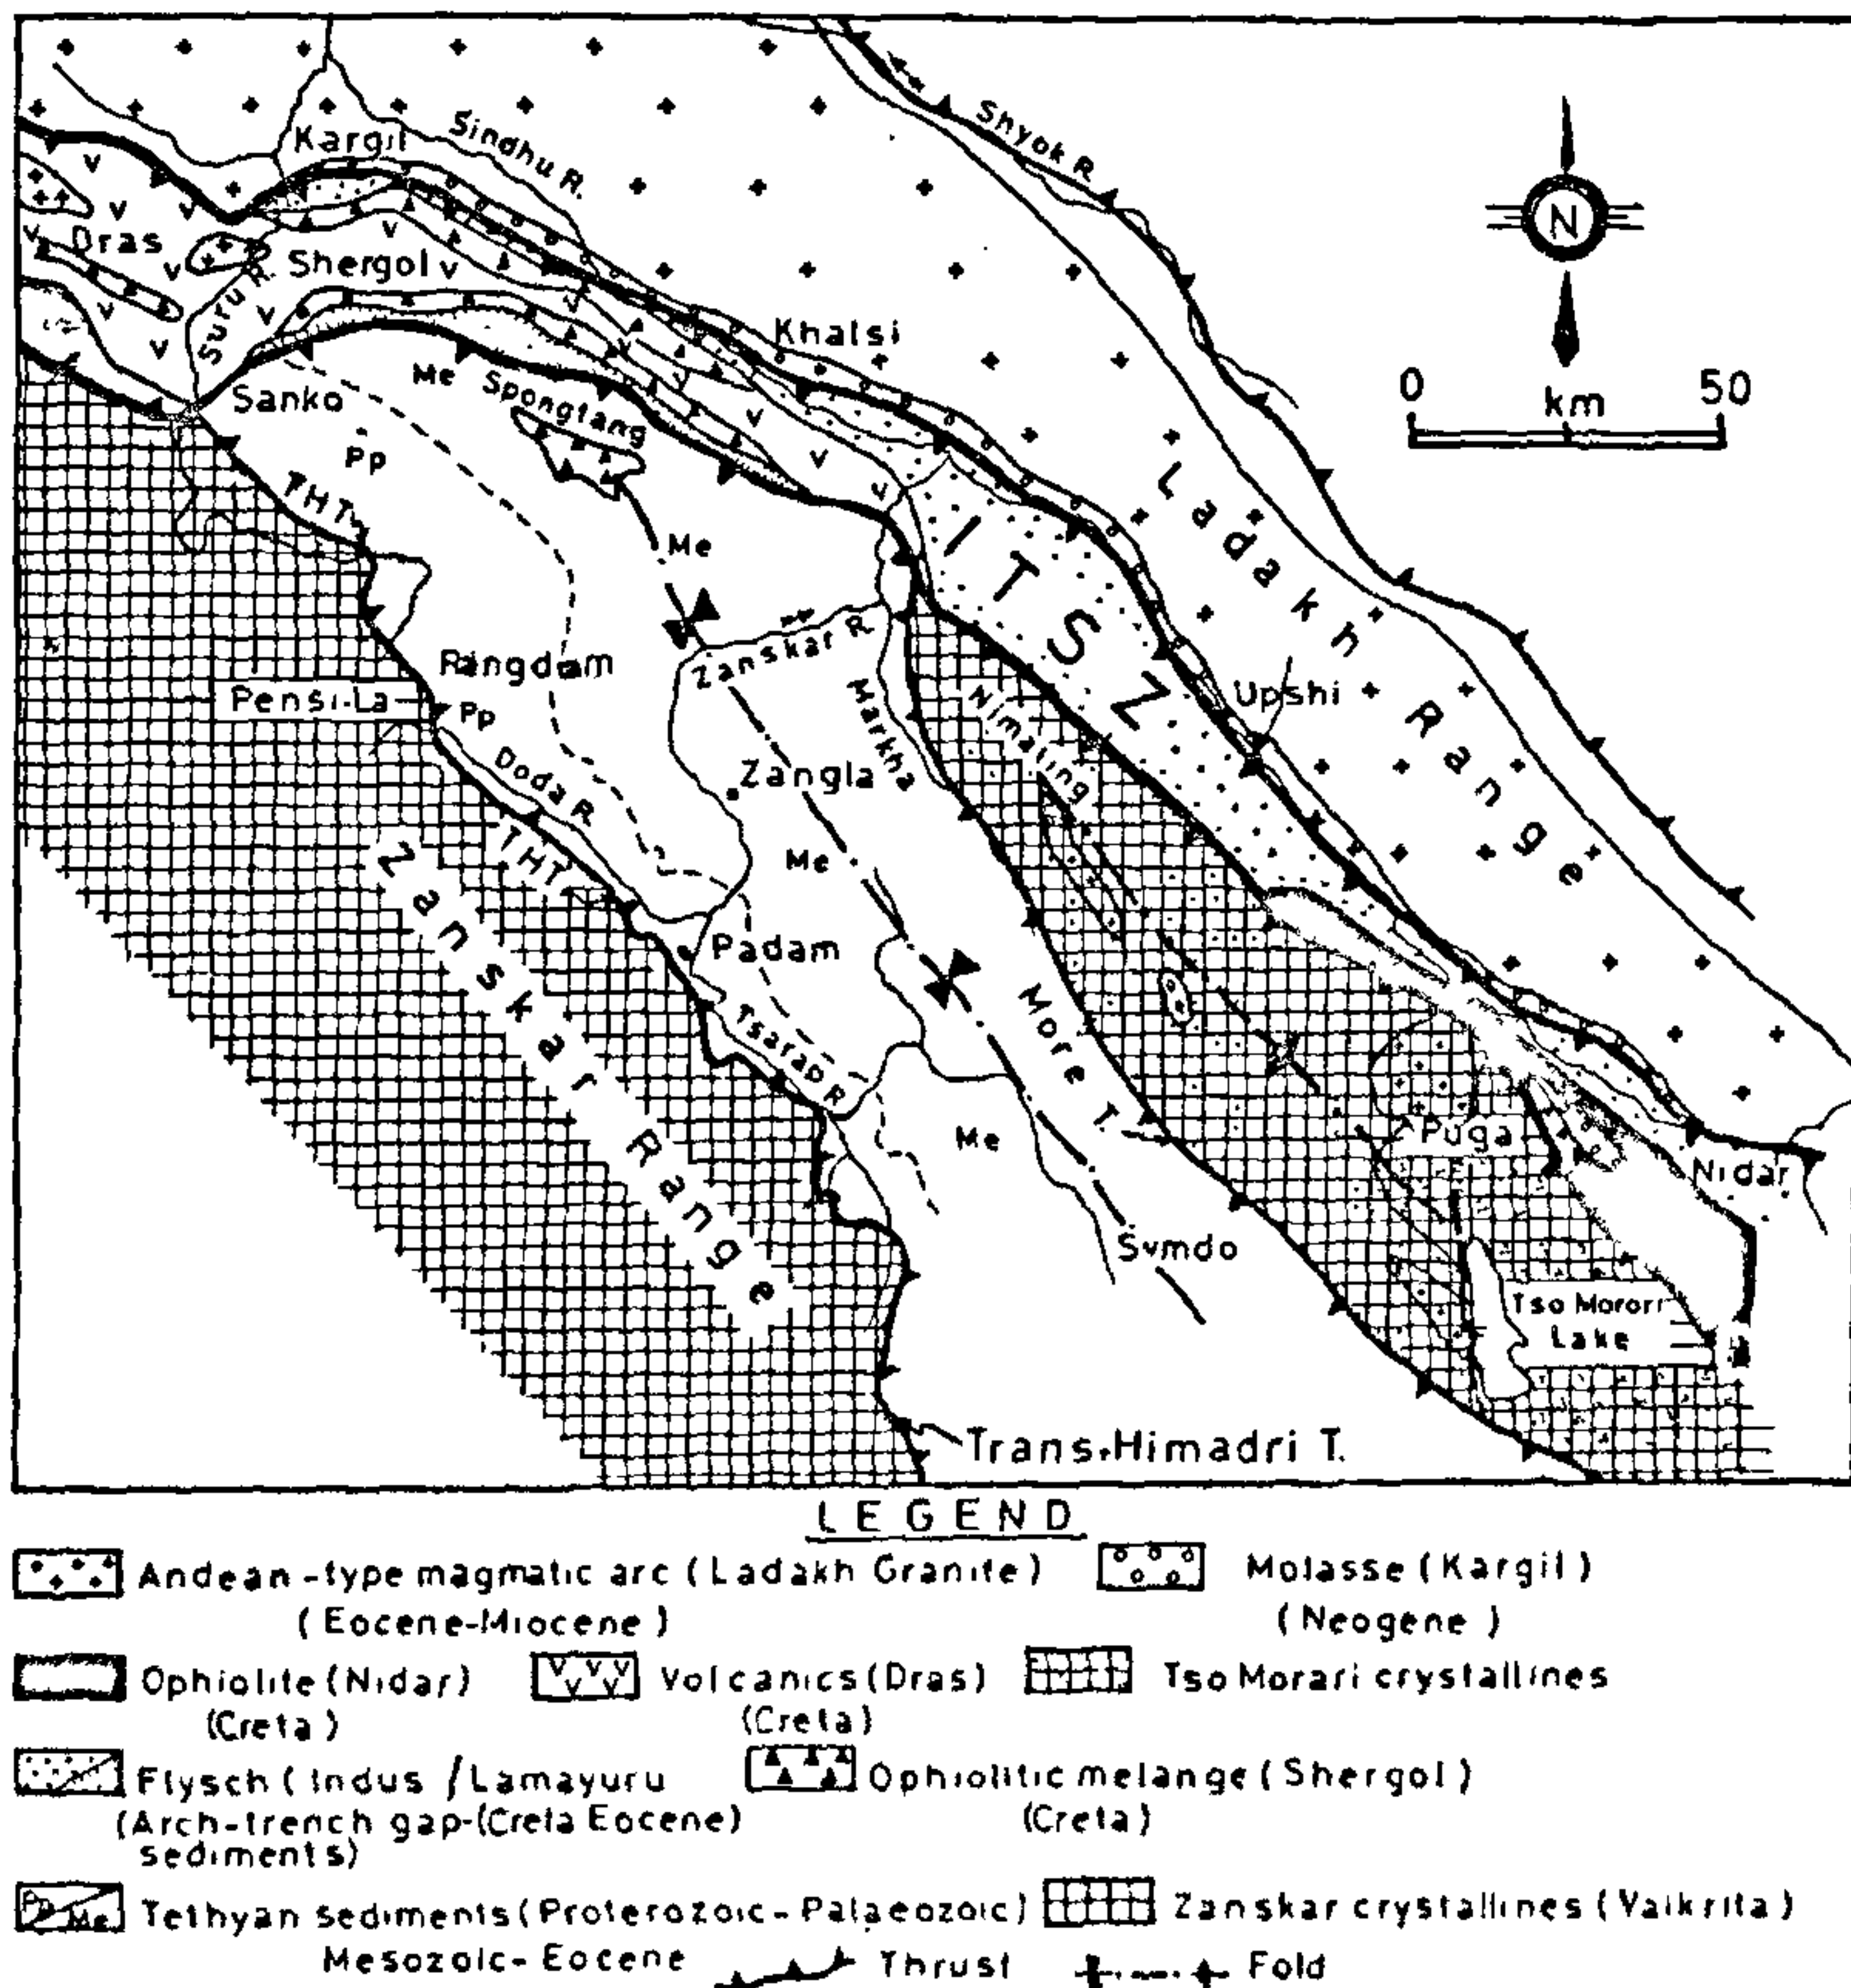 Kargil
Sindhu R.
Shyok R
N
Dras
Shergol
Suru R.
Khalsi
0 50
km
Sanko
Me
Spongtang
Pp
THT
Me
ITSZ
Ladakh Range
Zanskar R.
Rangdam
Pensi-La
Pp
Markha
Nimaling
Upshi
Doda R.
Zangla
THT
Me
Zanskar Range
Padam
More T.
Tsarap R
Me
Puga
Nidar
Sumdo
Tso Morari
Lake
Trans-Himadri T.
LEGEND
Andean-type magmatic arc (Ladakh Granite)
(Eocene-Miocene)
Molasse (Kargil)
(Neogene)
Ophiolite (Nidar)
(Creta)
Volcanics (Dras)
(Creta)
Tso Morari crystallines
Flysch (Indus / Lamayuru
(Arch-trench gap-(Creta Eocene)
sediments)
Ophiolitic melange (Shergol)
(Creta)
Pp Me Tethyan sediments (Proterozoic-Palaeozoic)
Mesozoic-Eocene
Zanskar crystallines (Vaikrita)
Thrust
Fold